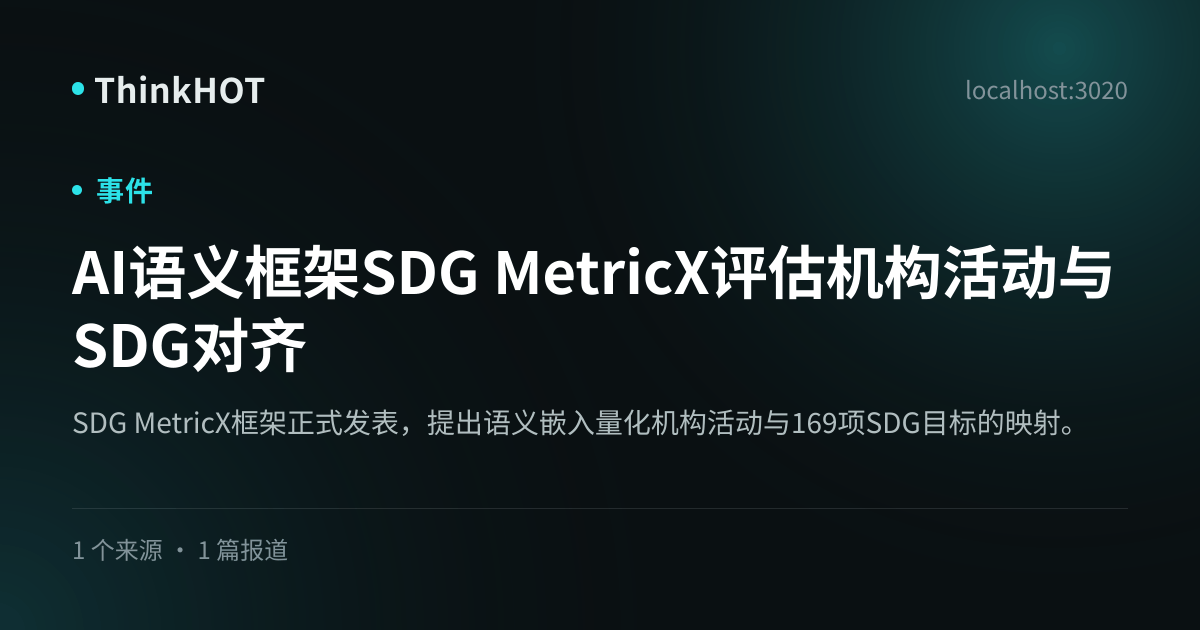 ThinkHOT
localhost:3020
事件
AI语义框架SDG MetricX评估机构活动与
SDG对齐
SDG MetricX框架正式发表，提出语义嵌入量化机构活动与169项SDG目标的映射。
1 个来源 · 1 篇报道